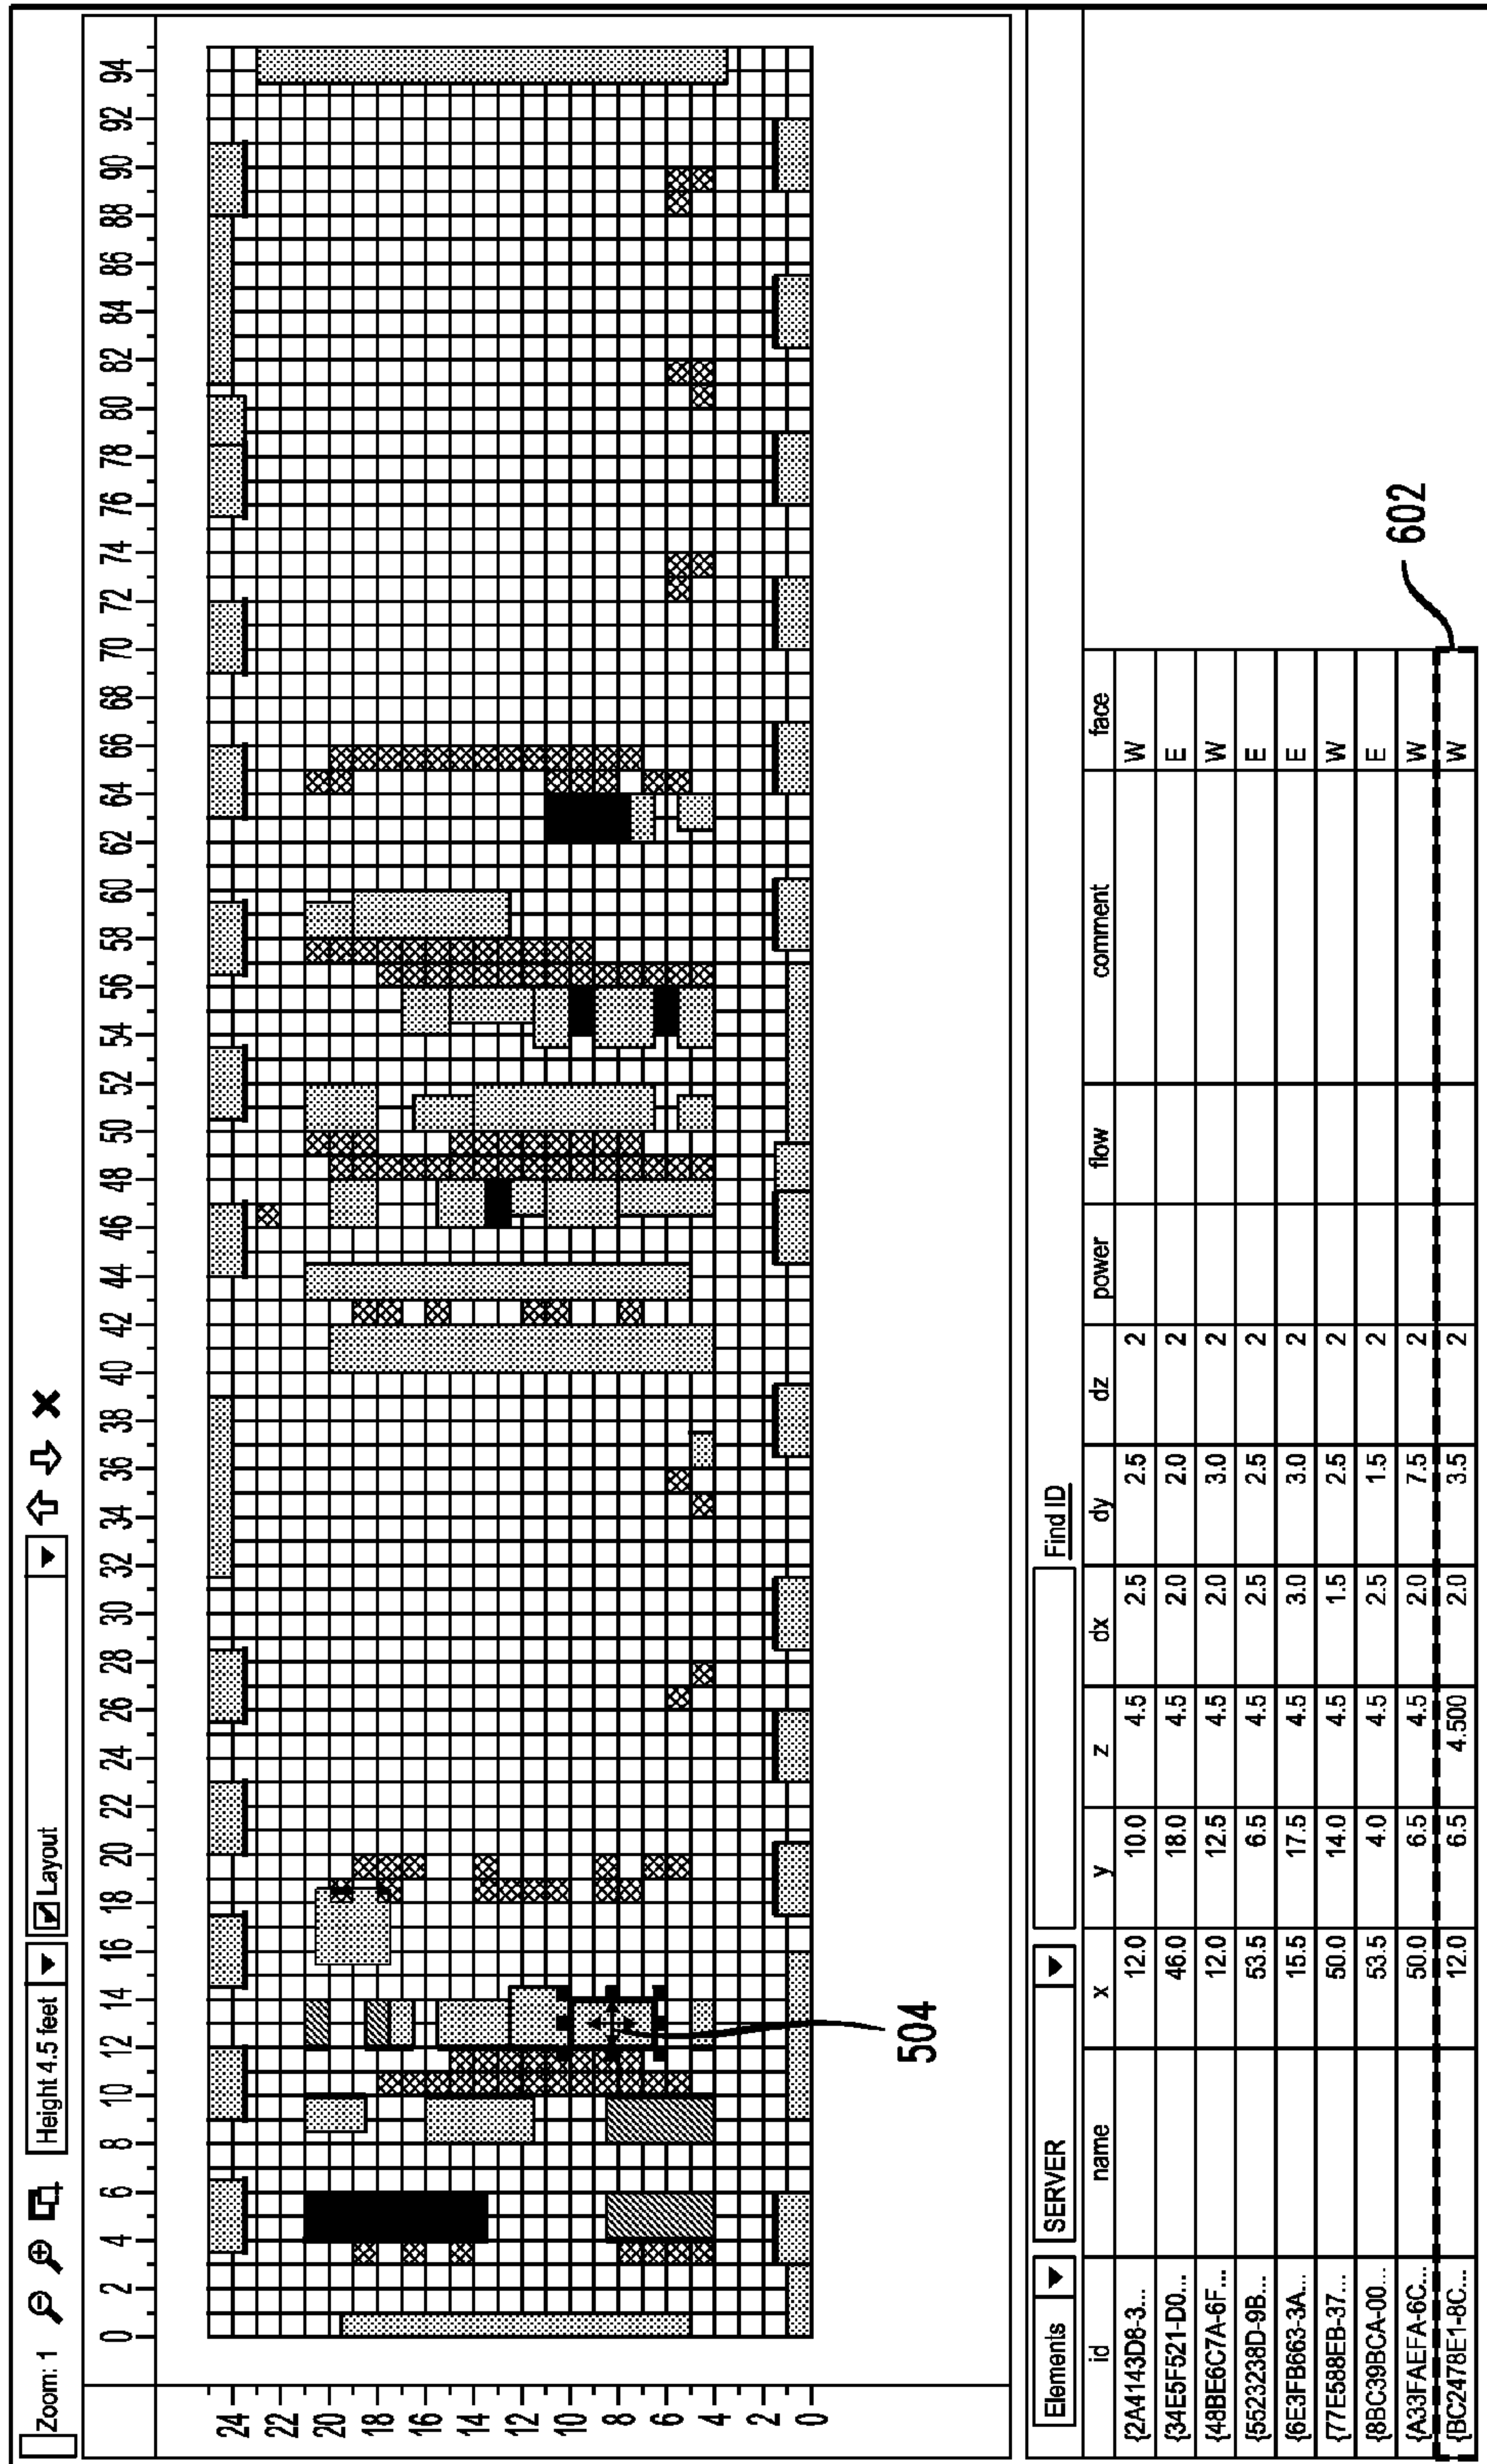 Zoom: 1 Height 4.5 feet Layout
0 2 4 6 8 10 12 14 16 18 20 22 24 26 28 30 32 34 36 38 40 42 44 46 48 50 52 54 56 58 60 62 64 66 68 70 72 74 76 78 80 82 84 86 88 90 92 94
24
22
20
18
16
14
12
10
8
6
4
2
0
504
Elements SERVER Find ID
id name x y z dx dy dz power flow comment face
{2A4143D8-3... 12.0 10.0 4.5 2.5 2.5 2 W
{34E5F521-D0... 46.0 18.0 4.5 2.0 2.0 2 E
{48BE6C7A-6F... 12.0 12.5 4.5 2.0 3.0 2 W
{5523238D-9B... 53.5 6.5 4.5 2.5 2.5 2 E
{6E3FB663-3A... 15.5 17.5 4.5 3.0 3.0 2 E
{77E588EB-37... 50.0 14.0 4.5 1.5 2.5 2 W
{8BC39BCA-00... 53.5 4.0 4.5 2.5 1.5 2 E
{A33FAEFA-6C... 50.0 6.5 4.5 2.0 7.5 2 W
{BC2478E1-8C... 12.0 6.5 4.500 2.0 3.5 2 W
602